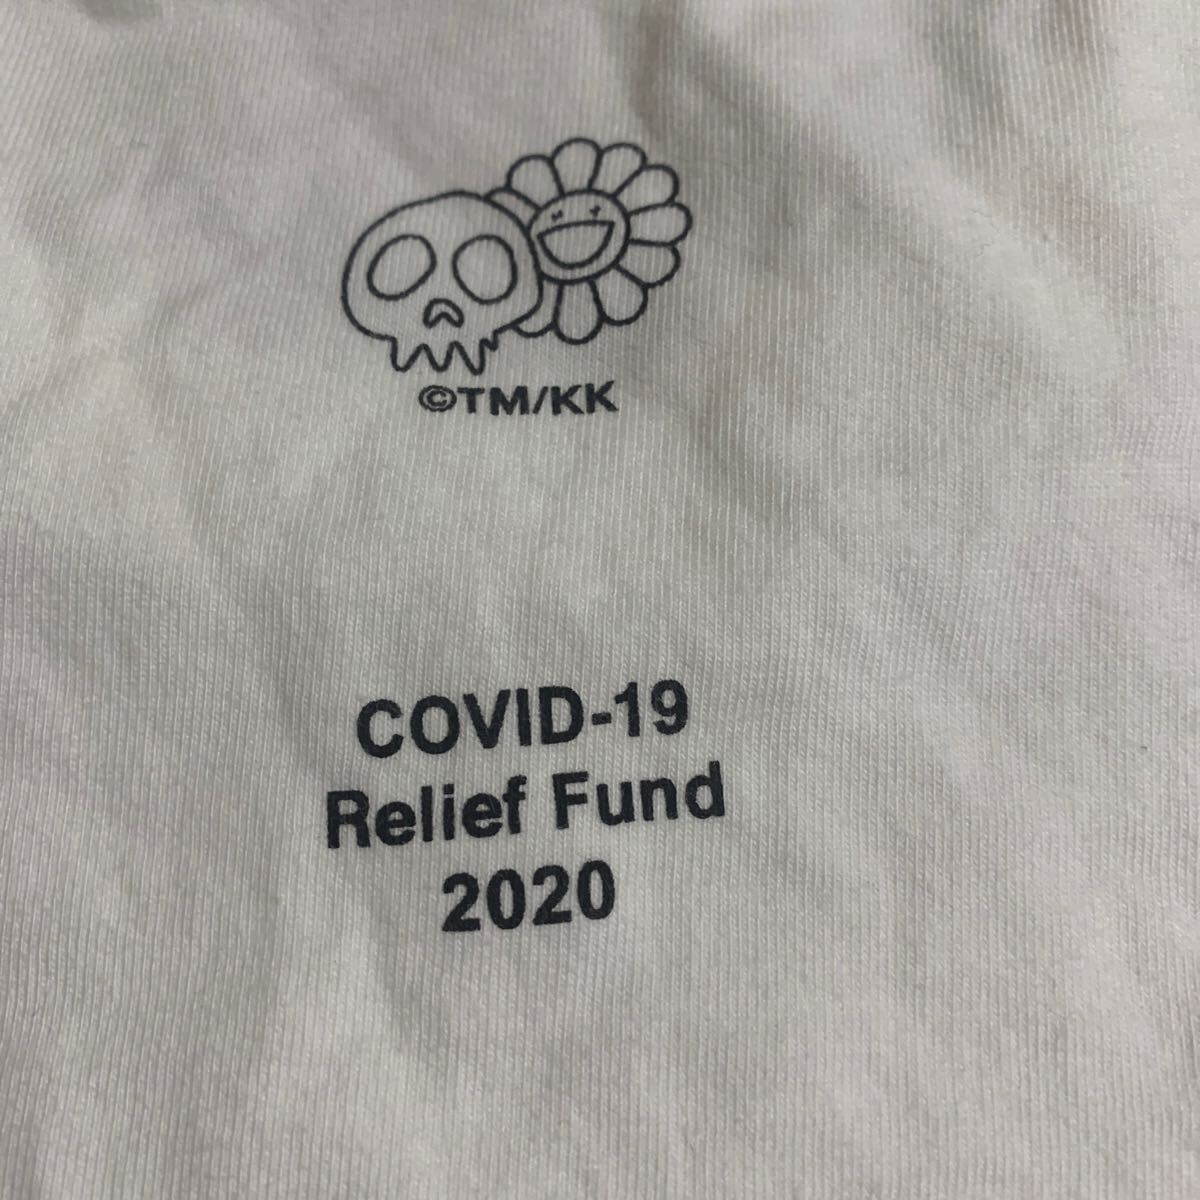 ©TM/KK
COVID-19
Relief Fund
2020